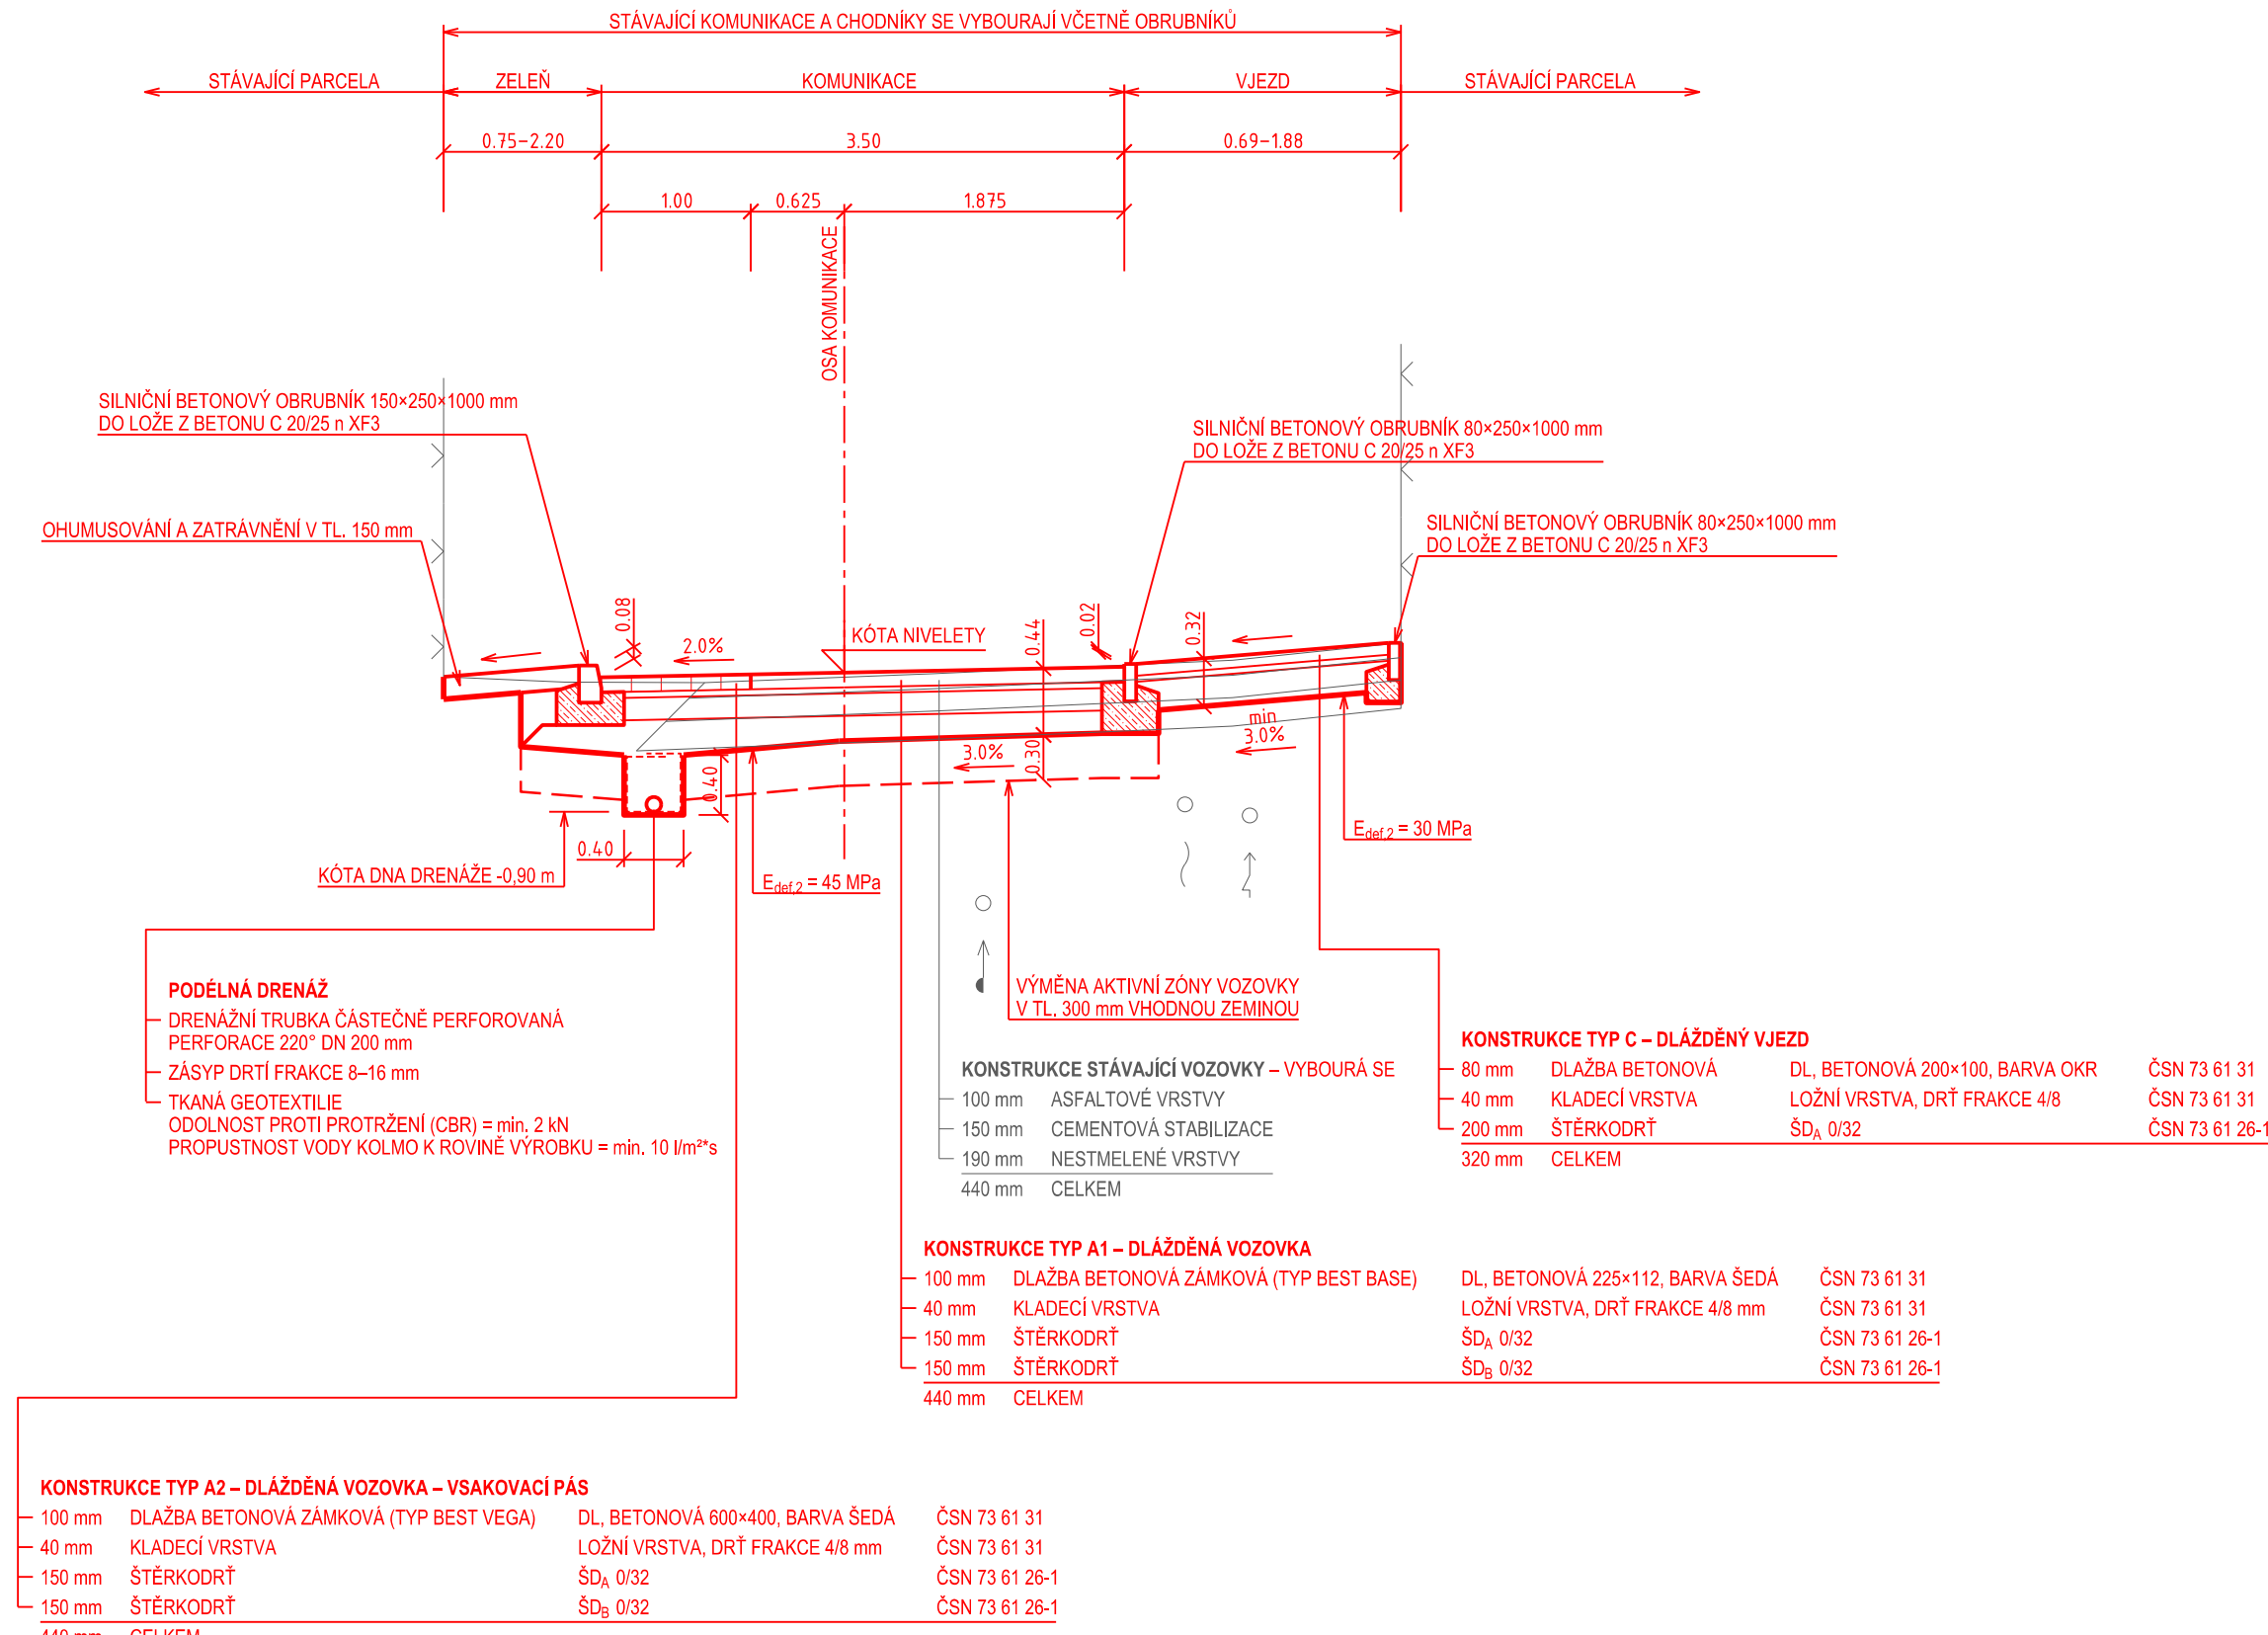 STÁVAJÍCÍ KOMUNIKACE A CHODNÍKY SE VYBOURAJÍ VČETNĚ OBRUBNÍKŮ
STÁVAJÍCÍ PARCELA
ZELEŇ
KOMUNIKACE
VJEZD
STÁVAJÍCÍ PARCELA
0.75–2.20
3.50
0.69–1.88
1.00
0.625
1.875
OSA KOMUNIKACE
SILNIČNÍ BETONOVÝ OBRUBNÍK 150×250×1000 mm
DO LOŽE Z BETONU C 20/25 n XF3
SILNIČNÍ BETONOVÝ OBRUBNÍK 80×250×1000 mm
DO LOŽE Z BETONU C 20/25 n XF3
SILNIČNÍ BETONOVÝ OBRUBNÍK 80×250×1000 mm
DO LOŽE Z BETONU C 20/25 n XF3
OHUMUSOVÁNÍ A ZATRÁVNĚNÍ V TL. 150 mm
0.08
2.0%
KÓTA NIVELETY
0.44
0.02
0.32
min
3.0%
3.0%
0.30
0.40
0.40
KÓTA DNA DRENÁŽE -0,90 m
Edef,2 = 45 MPa
Edef,2 = 30 MPa
VÝMĚNA AKTIVNÍ ZÓNY VOZOVKY
V TL. 300 mm VHODNOU ZEMINOU
PODÉLNÁ DRENÁŽ
DRENÁŽNÍ TRUBKA ČÁSTEČNĚ PERFOROVANÁ
PERFORACE 220° DN 200 mm
ZÁSYP DRTÍ FRAKCE 8–16 mm
TKANÁ GEOTEXTILIE
ODOLNOST PROTI PROTRŽENÍ (CBR) = min. 2 kN
PROPUSTNOST VODY KOLMO K ROVINĚ VÝROBKU = min. 10 l/m²*s
KONSTRUKCE STÁVAJÍCÍ VOZOVKY – VYBOURÁ SE
100 mm ASFALTOVÉ VRSTVY
150 mm CEMENTOVÁ STABILIZACE
190 mm NESTMELENÉ VRSTVY
440 mm CELKEM
KONSTRUKCE TYP C – DLÁŽDĚNÝ VJEZD
80 mm DLAŽBA BETONOVÁ DL, BETONOVÁ 200×100, BARVA OKR ČSN 73 61 31
40 mm KLADECÍ VRSTVA LOŽNÍ VRSTVA, DRŤ FRAKCE 4/8 ČSN 73 61 31
200 mm ŠTĚRKODRŤ ŠDA 0/32 ČSN 73 61 26-1
320 mm CELKEM
KONSTRUKCE TYP A1 – DLÁŽDĚNÁ VOZOVKA
100 mm DLAŽBA BETONOVÁ ZÁMKOVÁ (TYP BEST BASE) DL, BETONOVÁ 225×112, BARVA ŠEDÁ ČSN 73 61 31
40 mm KLADECÍ VRSTVA LOŽNÍ VRSTVA, DRŤ FRAKCE 4/8 mm ČSN 73 61 31
150 mm ŠTĚRKODRŤ ŠDA 0/32 ČSN 73 61 26-1
150 mm ŠTĚRKODRŤ ŠDB 0/32 ČSN 73 61 26-1
440 mm CELKEM
KONSTRUKCE TYP A2 – DLÁŽDĚNÁ VOZOVKA – VSAKOVACÍ PÁS
100 mm DLAŽBA BETONOVÁ ZÁMKOVÁ (TYP BEST VEGA) DL, BETONOVÁ 600×400, BARVA ŠEDÁ ČSN 73 61 31
40 mm KLADECÍ VRSTVA LOŽNÍ VRSTVA, DRŤ FRAKCE 4/8 mm ČSN 73 61 31
150 mm ŠTĚRKODRŤ ŠDA 0/32 ČSN 73 61 26-1
150 mm ŠTĚRKODRŤ ŠDB 0/32 ČSN 73 61 26-1
440 mm CELKEM